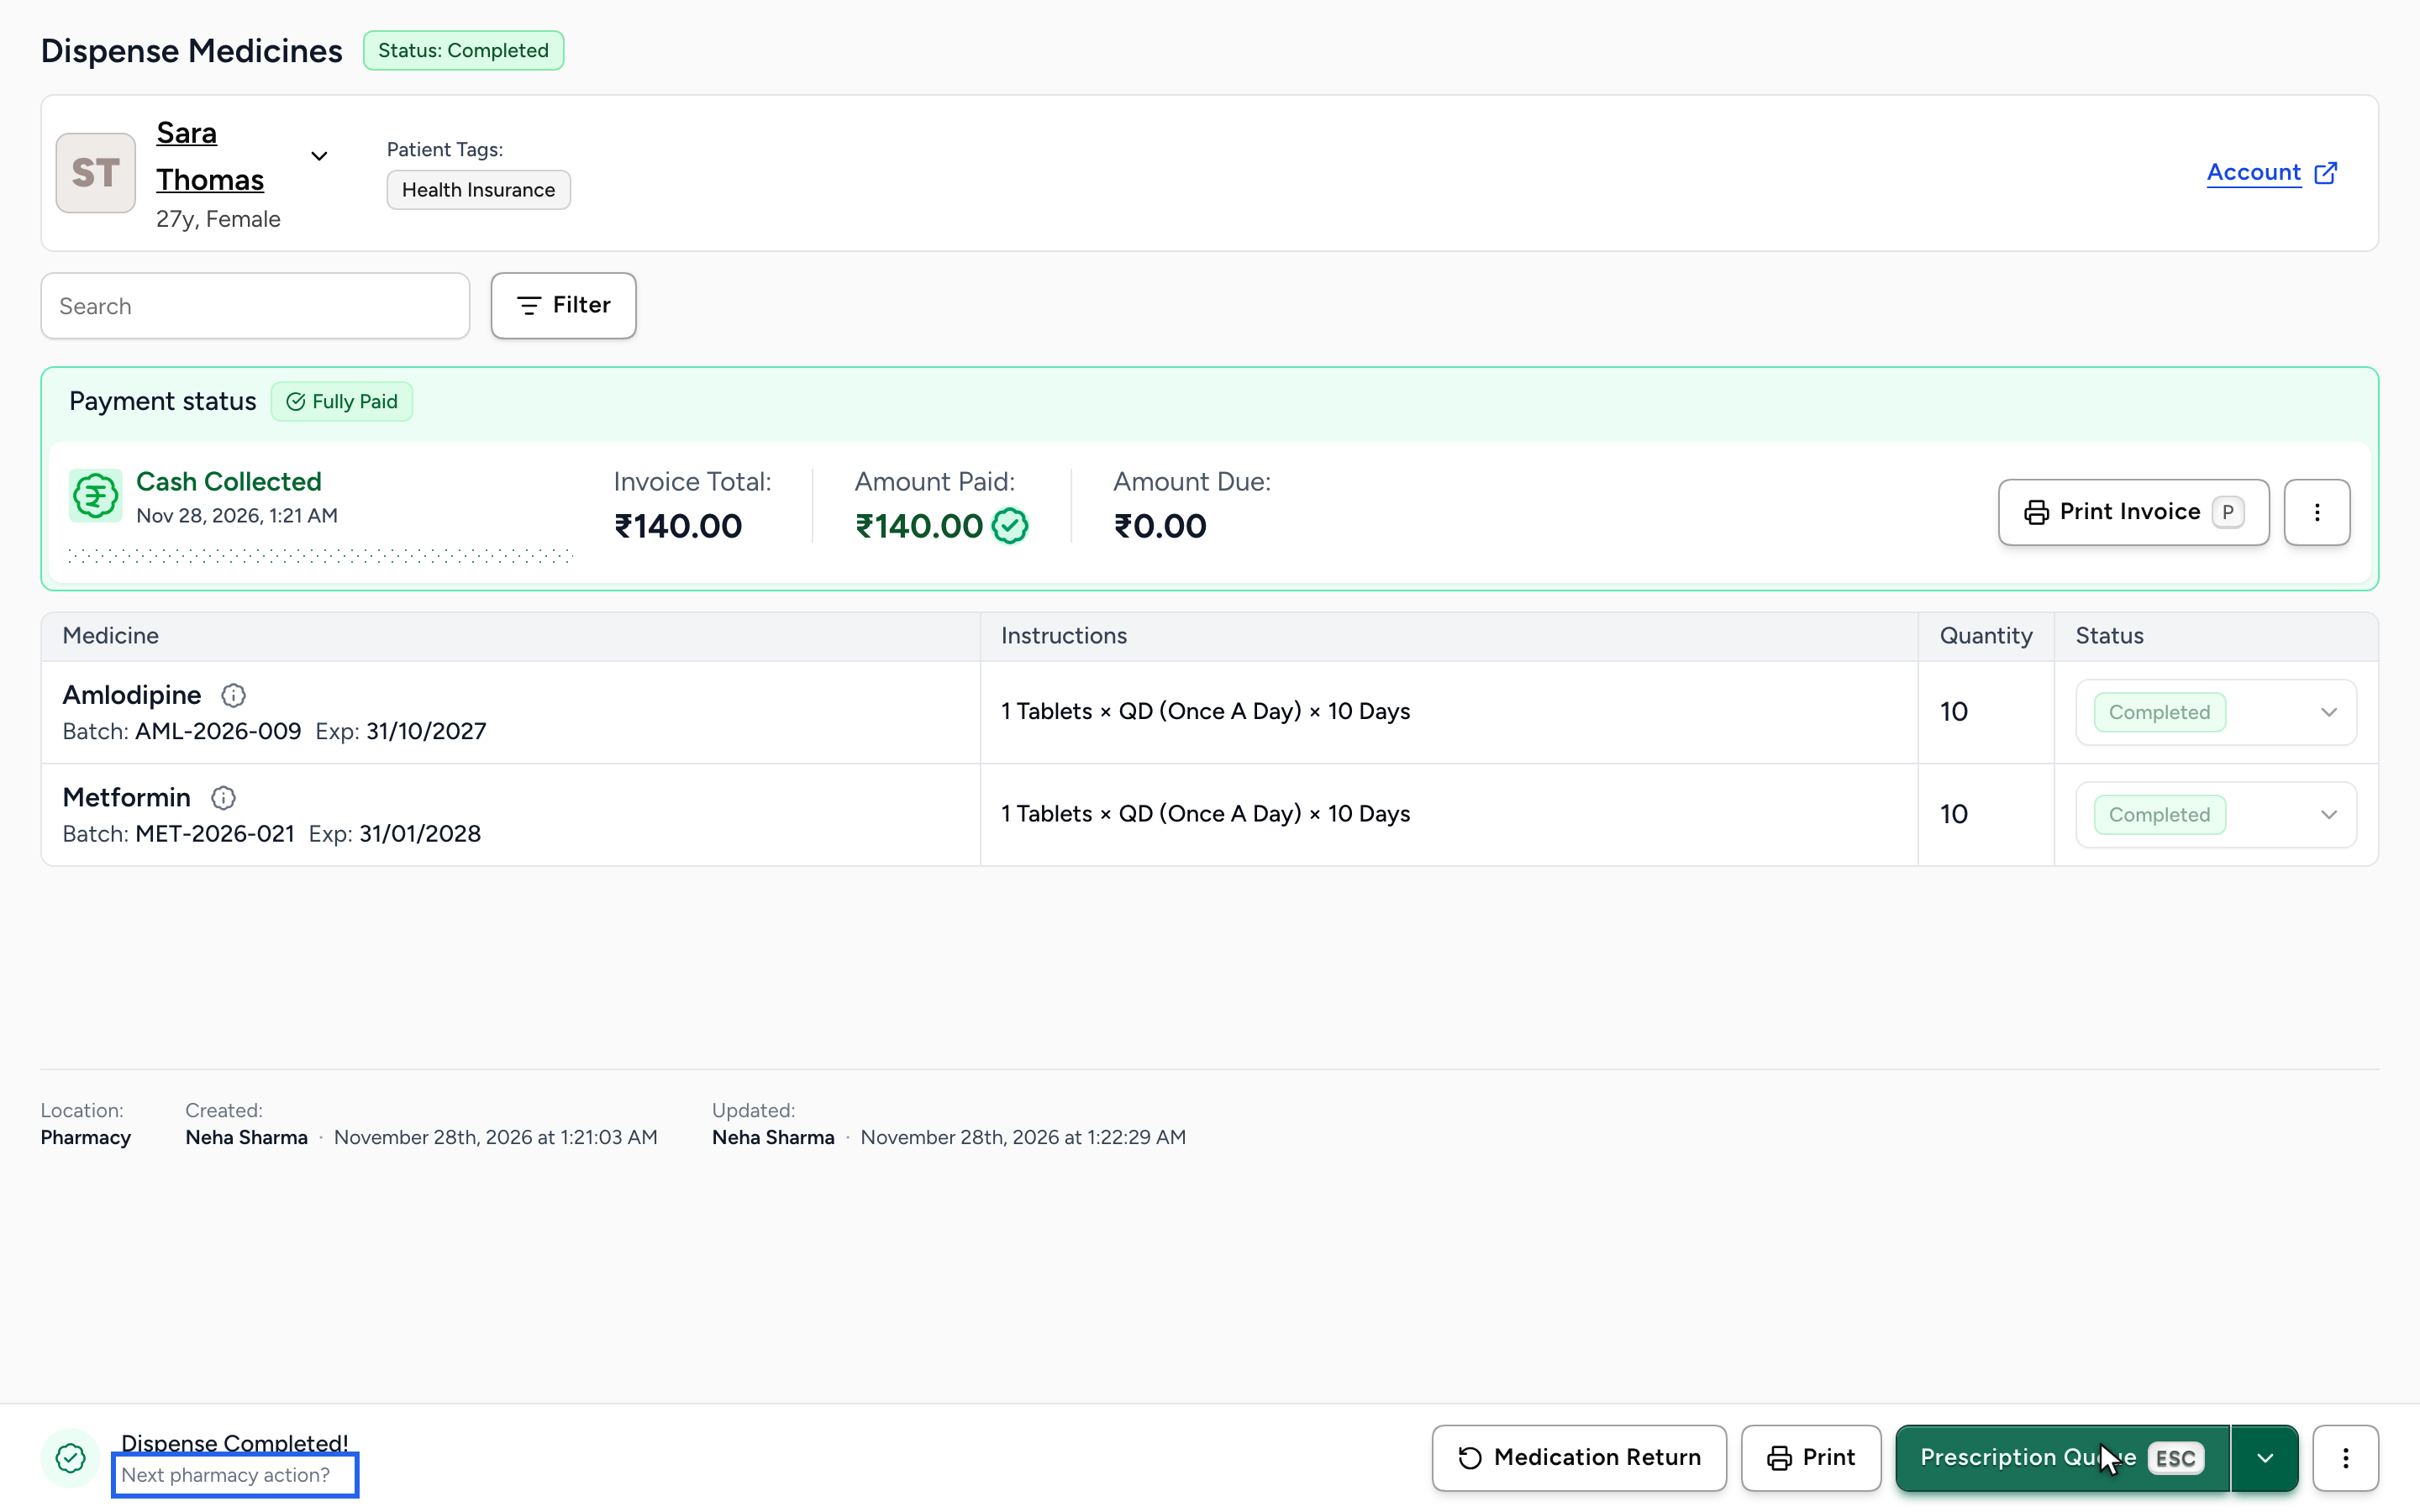 Dispense Medicines Status: Completed
ST Sara Thomas
27y, Female
Patient Tags:
Health Insurance
Account
Search Filter
Payment status Fully Paid
Cash Collected
Nov 28, 2026, 1:21 AM
Invoice Total:
₹140.00
Amount Paid:
₹140.00
Amount Due:
₹0.00
Print Invoice P
Medicine Instructions Quantity Status
Amlodipine
Batch: AML-2026-009 Exp: 31/10/2027
1 Tablets × QD (Once A Day) × 10 Days
10
Completed
Metformin
Batch: MET-2026-021 Exp: 31/01/2028
1 Tablets × QD (Once A Day) × 10 Days
10
Completed
Location:
Pharmacy
Created:
Neha Sharma · November 28th, 2026 at 1:21:03 AM
Updated:
Neha Sharma · November 28th, 2026 at 1:22:29 AM
Dispense Completed!
Next pharmacy action?
Medication Return
Print
Prescription Queue ESC